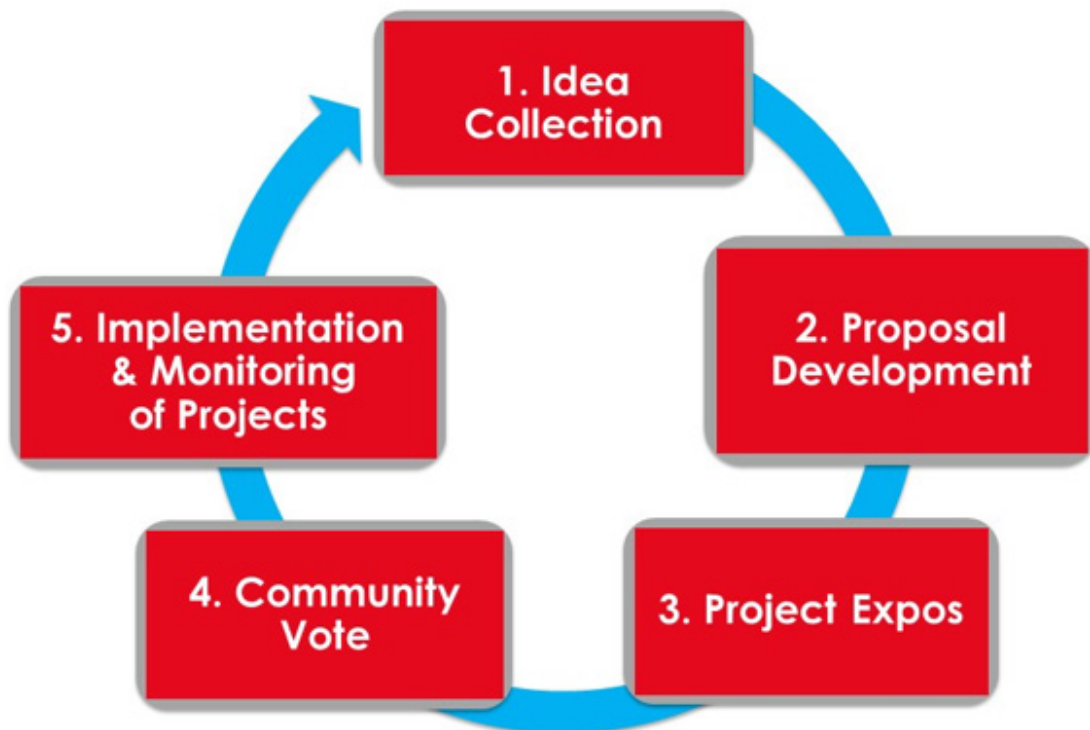 1. Idea
Collection
2. Proposal
Development
3. Project Expos
4. Community
Vote
5. Implementation
& Monitoring
of Projects